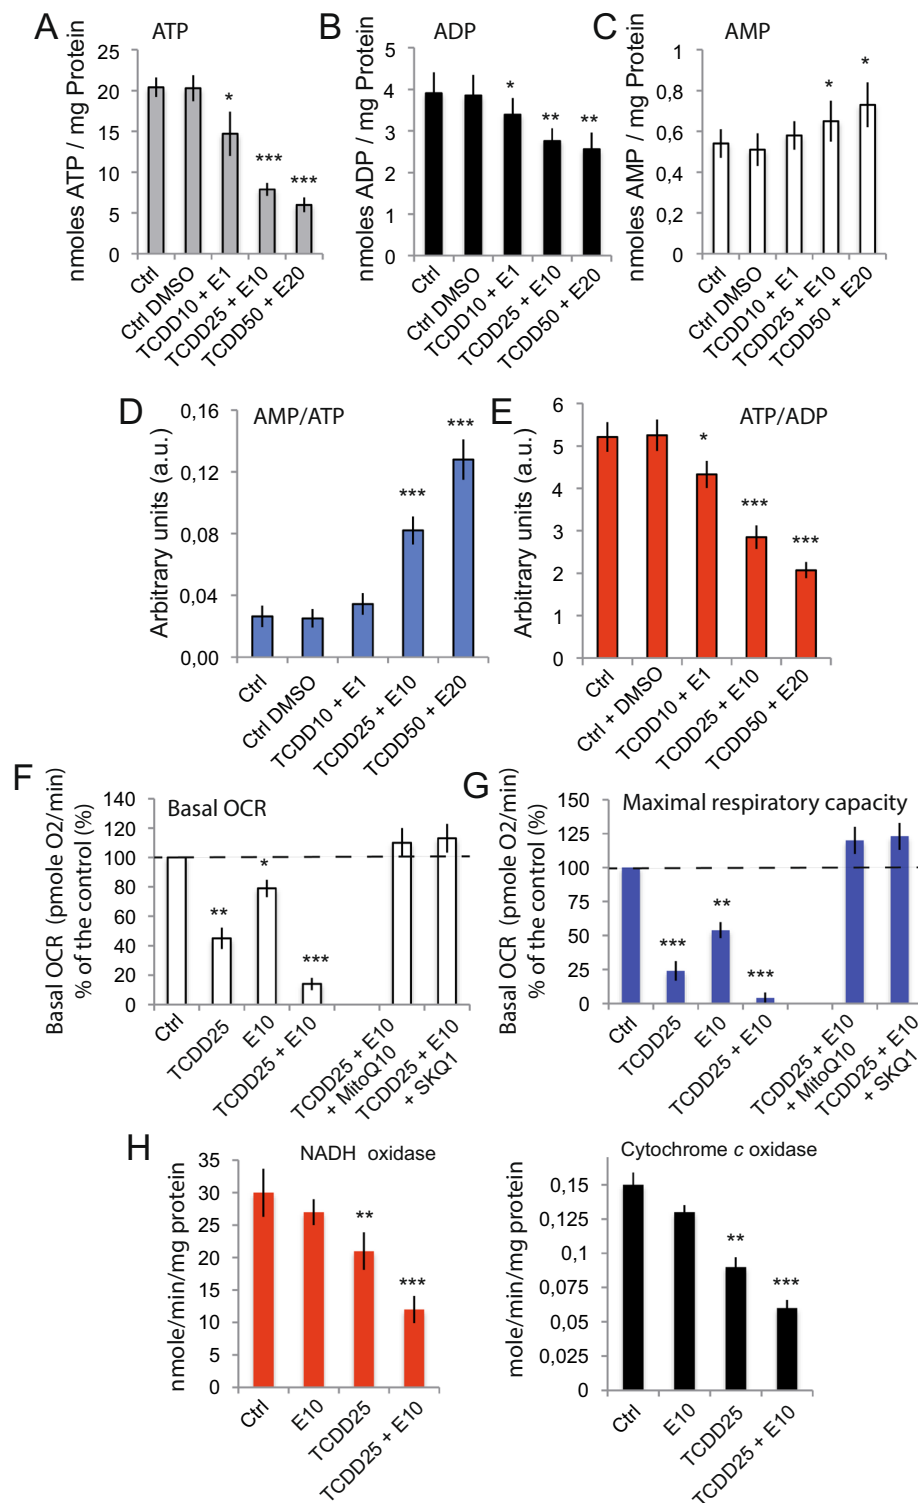 A
ATP
nmoles ATP / mg Protein
25
20
15
10
5
0
*
***
***
Ctrl
Ctrl DMSO
TCDD10 + E1
TCDD25 + E10
TCDD50 + E20
B
ADP
nmoles ADP / mg Protein
5
4
3
2
1
0
*
**
**
Ctrl
Ctrl DMSO
TCDD10 + E1
TCDD25 + E10
TCDD50 + E20
C
AMP
nmoles AMP / mg Protein
1
0,8
0,6
0,4
0,2
0
*
*
Ctrl
Ctrl DMSO
TCDD10 + E1
TCDD25 + E10
TCDD50 + E20
D
AMP/ATP
Arbitrary units (a.u.)
0,16
0,12
0,08
0,04
0,00
***
***
Ctrl
Ctrl DMSO
TCDD10 + E1
TCDD25 + E10
TCDD50 + E20
E
ATP/ADP
Arbitrary units (a.u.)
6
5
4
3
2
1
0
*
***
***
Ctrl
Ctrl + DMSO
TCDD10 + E1
TCDD25 + E10
TCDD50 + E20
F
Basal OCR
Basal OCR (pmole O2/min)
% of the control (%)
140
120
100
80
60
40
20
0
**
*
***
Ctrl
TCDD25
E10
TCDD25 + E10
TCDD25 + E10
+ MitoQ10
TCDD25 + E10
+ SKQ1
G
Maximal respiratory capacity
Basal OCR (pmole O2/min)
% of the control (%)
150
125
100
75
50
25
0
***
**
***
Ctrl
TCDD25
E10
TCDD25 + E10
TCDD25 + E10
+ MitoQ10
TCDD25 + E10
+ SKQ1
H
NADH oxidase
nmole/min/mg protein
35
30
25
20
15
10
5
0
**
***
Ctrl
E10
TCDD25
TCDD25 + E10
Cytochrome c oxidase
mole/min/mg protein
0,15
0,125
0,1
0,075
0,05
0,025
0
**
***
Ctrl
E10
TCDD25
TCDD25 + E10